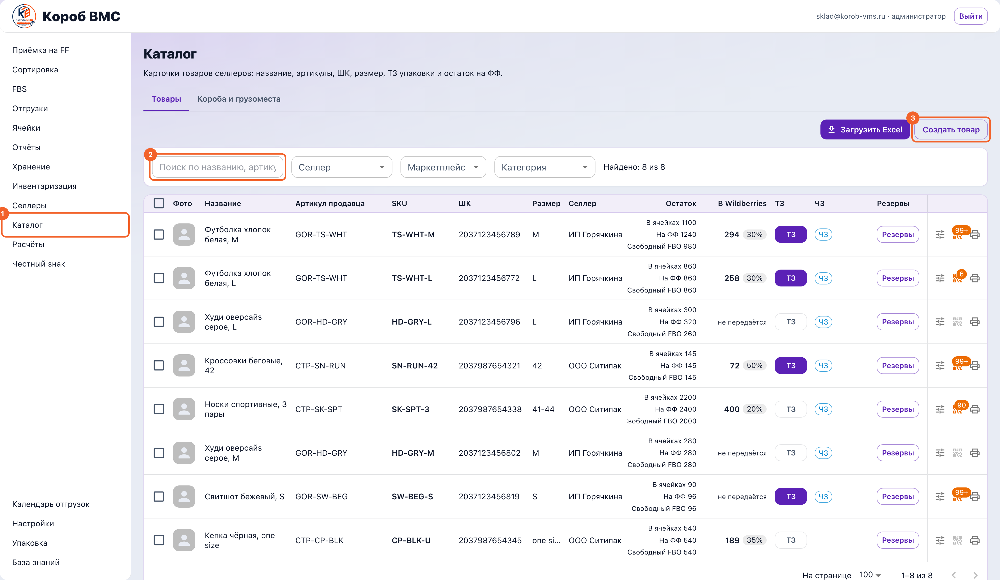 Короб ВМС
sklad@korob-vms.ru · администратор
Выйти
Приёмка на FF
Сортировка
FBS
Отгрузки
Ячейки
Отчёты
Хранение
Инвентаризация
Селлеры
1
Каталог
Расчёты
Честный знак
Календарь отгрузок
Настройки
Упаковка
База знаний
Каталог
Карточки товаров селлеров: название, артикулы, ШК, размер, ТЗ упаковки и остаток на ФФ.
Товары Короба и грузоместа
Загрузить Excel
3
Создать товар
2
Поиск по названию, артику
Селлер Маркетплейс Категория Найдено: 8 из 8
Фото Название Артикул продавца SKU ШК Размер Селлер Остаток В Wildberries ТЗ ЧЗ Резервы
В ячейках 1100
Футболка хлопок белая, M GOR-TS-WHT TS-WHT-M 2037123456789 M ИП Горячкина На ФФ 1240 294 30% ТЗ ЧЗ Резервы 99+
Свободный FBO 980
В ячейках 860
Футболка хлопок белая, L GOR-TS-WHT TS-WHT-L 2037123456772 L ИП Горячкина На ФФ 860 258 30% ТЗ ЧЗ Резервы 6
Свободный FBO 860
В ячейках 300
Худи оверсайз серое, L GOR-HD-GRY HD-GRY-L 2037123456796 L ИП Горячкина На ФФ 320 не передаётся ТЗ ЧЗ Резервы
Свободный FBO 260
В ячейках 145
Кроссовки беговые, 42 CTP-SN-RUN SN-RUN-42 2037987654321 42 ООО Ситипак На ФФ 145 72 50% ТЗ ЧЗ Резервы 99+
Свободный FBO 145
В ячейках 2200
Носки спортивные, 3 пары CTP-SK-SPT SK-SPT-3 2037987654338 41-44 ООО Ситипак На ФФ 2400 400 20% ТЗ ЧЗ Резервы 90
вободный FBO 2000
В ячейках 280
Худи оверсайз серое, M GOR-HD-GRY HD-GRY-M 2037123456802 M ИП Горячкина На ФФ 280 не передаётся ТЗ ЧЗ Резервы
Свободный FBO 280
В ячейках 90
Свитшот бежевый, S GOR-SW-BEG SW-BEG-S 2037123456819 S ИП Горячкина На ФФ 96 не передаётся ТЗ ЧЗ Резервы 99+
Свободный FBO 96
В ячейках 540
Кепка чёрная, one size CTP-CP-BLK CP-BLK-U 2037987654345 one si... ООО Ситипак На ФФ 540 189 35% ТЗ Резервы
Свободный FBO 540
На странице 100 1–8 из 8